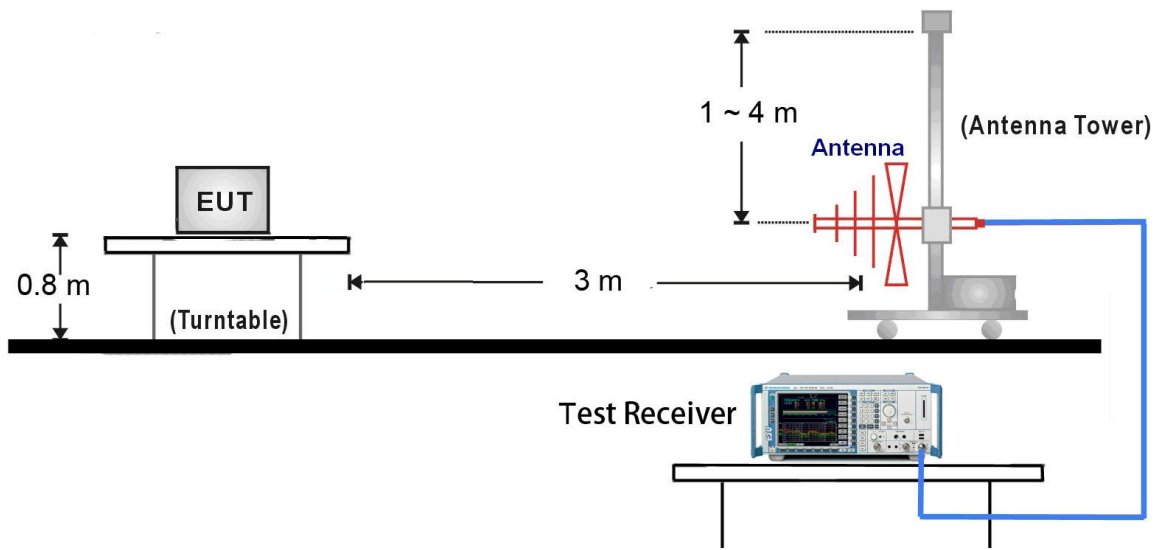 1 ~ 4 m
(Antenna Tower)
Antenna
EUT
0.8 m
3 m
(Turntable)
Test Receiver